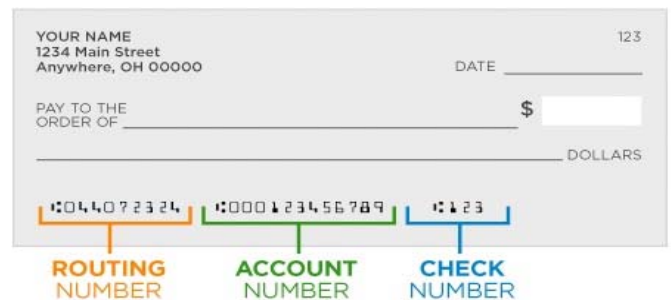 YOUR NAME 123
1234 Main Street
Anywhere, OH 00000 DATE
PAY TO THE
ORDER OF $
DOLLARS
⑆044072324 ⑆000123456789 ⑆123
ROUTING ACCOUNT CHECK
NUMBER NUMBER NUMBER